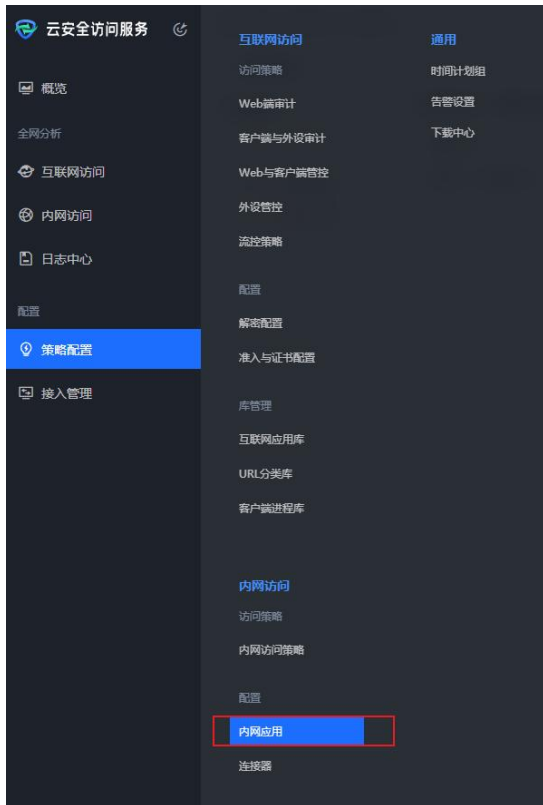 云安全访问服务
概览
全网分析
互联网访问
内网访问
日志中心
配置
策略配置
接入管理
互联网访问
访问策略
Web端审计
客户端与外设审计
Web与客户端管控
外设管控
流控策略
配置
解密配置
准入与证书配置
库管理
互联网应用库
URL分类库
客户端进程库
内网访问
访问策略
内网访问策略
配置
内网应用
连接器
通用
时间计划组
告警设置
下载中心